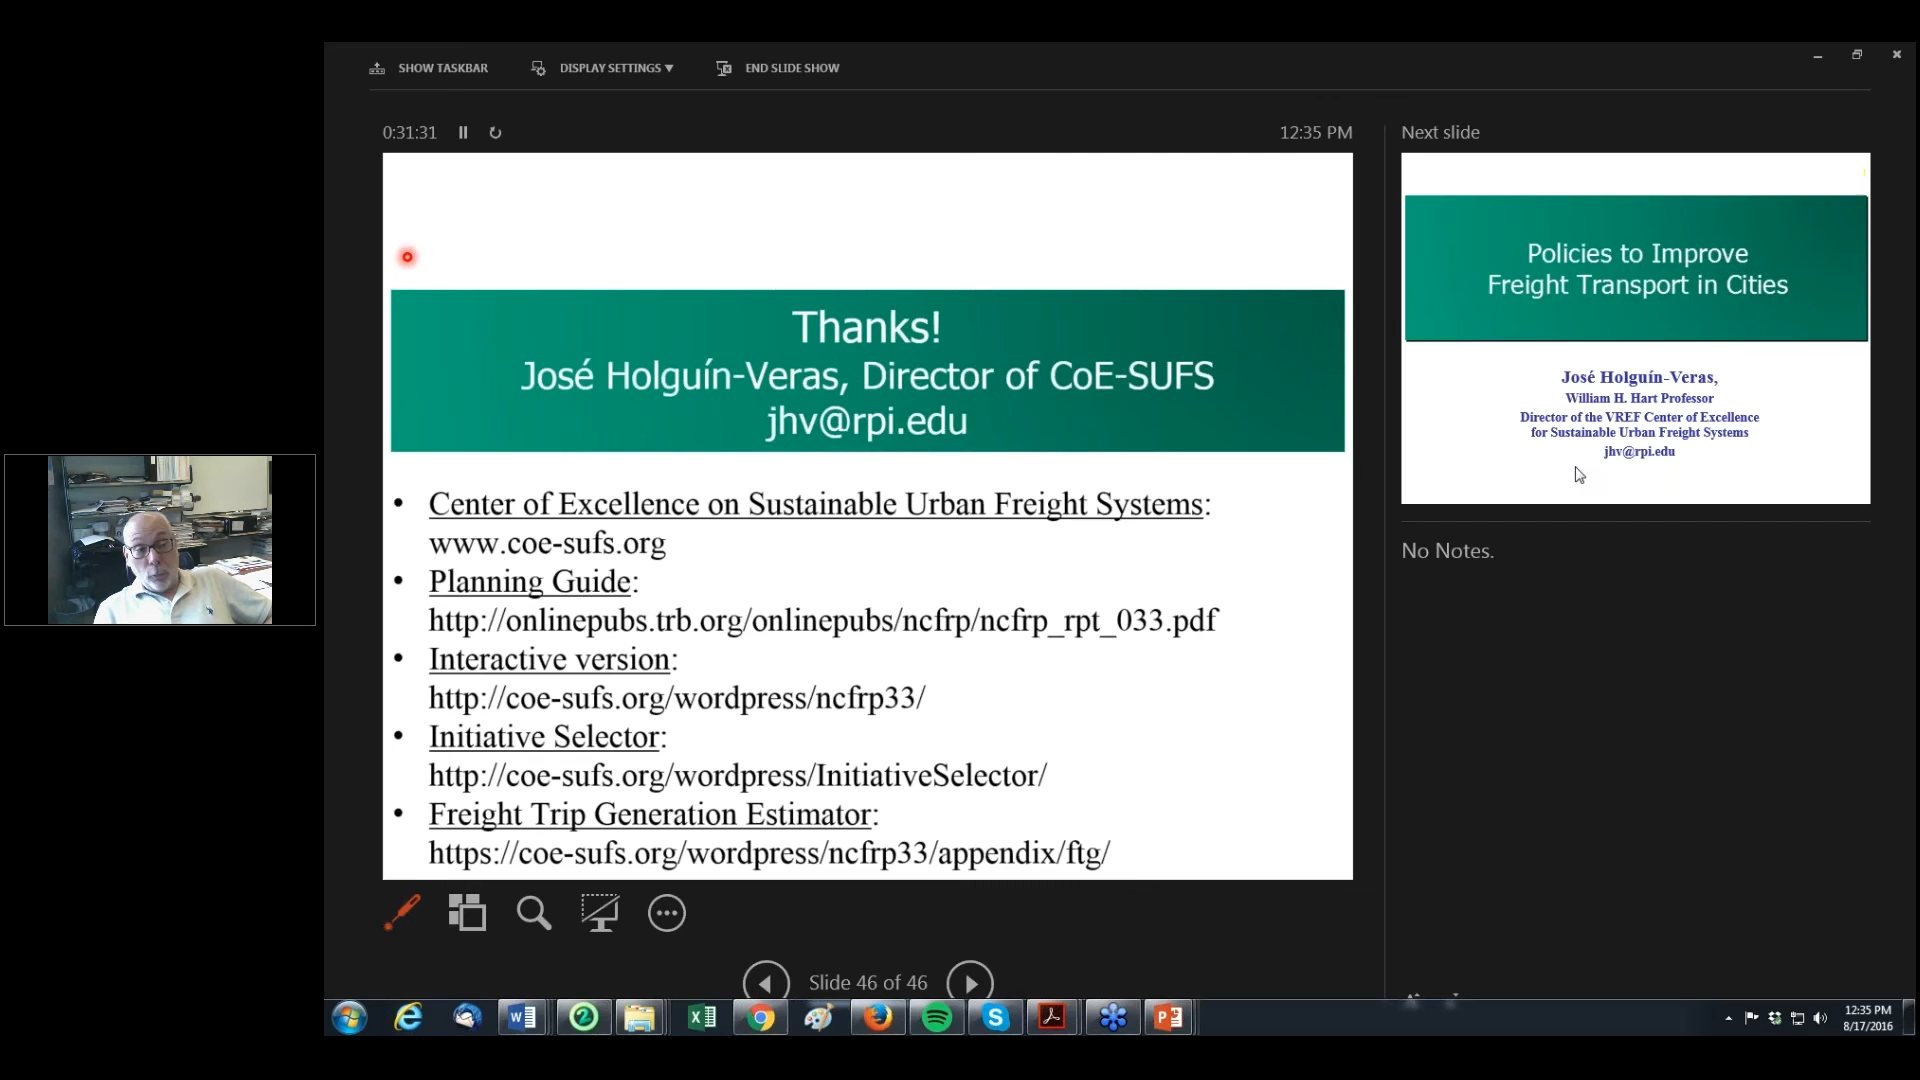 SHOW TASKBAR
DISPLAY SETTINGS ▼
END SLIDE SHOW
0:31:31
12:35 PM
Thanks!
José Holguín-Veras, Director of CoE-SUFS
jhv@rpi.edu
• Center of Excellence on Sustainable Urban Freight Systems:
www.coe-sufs.org
• Planning Guide:
http://onlinepubs.trb.org/onlinepubs/ncfrp/ncfrp_rpt_033.pdf
• Interactive version:
http://coe-sufs.org/wordpress/ncfrp33/
• Initiative Selector:
http://coe-sufs.org/wordpress/InitiativeSelector/
• Freight Trip Generation Estimator:
https://coe-sufs.org/wordpress/ncfrp33/appendix/ftg/
Slide 46 of 46
Next slide
Policies to Improve
Freight Transport in Cities
José Holguín-Veras,
William H. Hart Professor
Director of the VREF Center of Excellence
for Sustainable Urban Freight Systems
jhv@rpi.edu
No Notes.
12:35 PM
8/17/2016